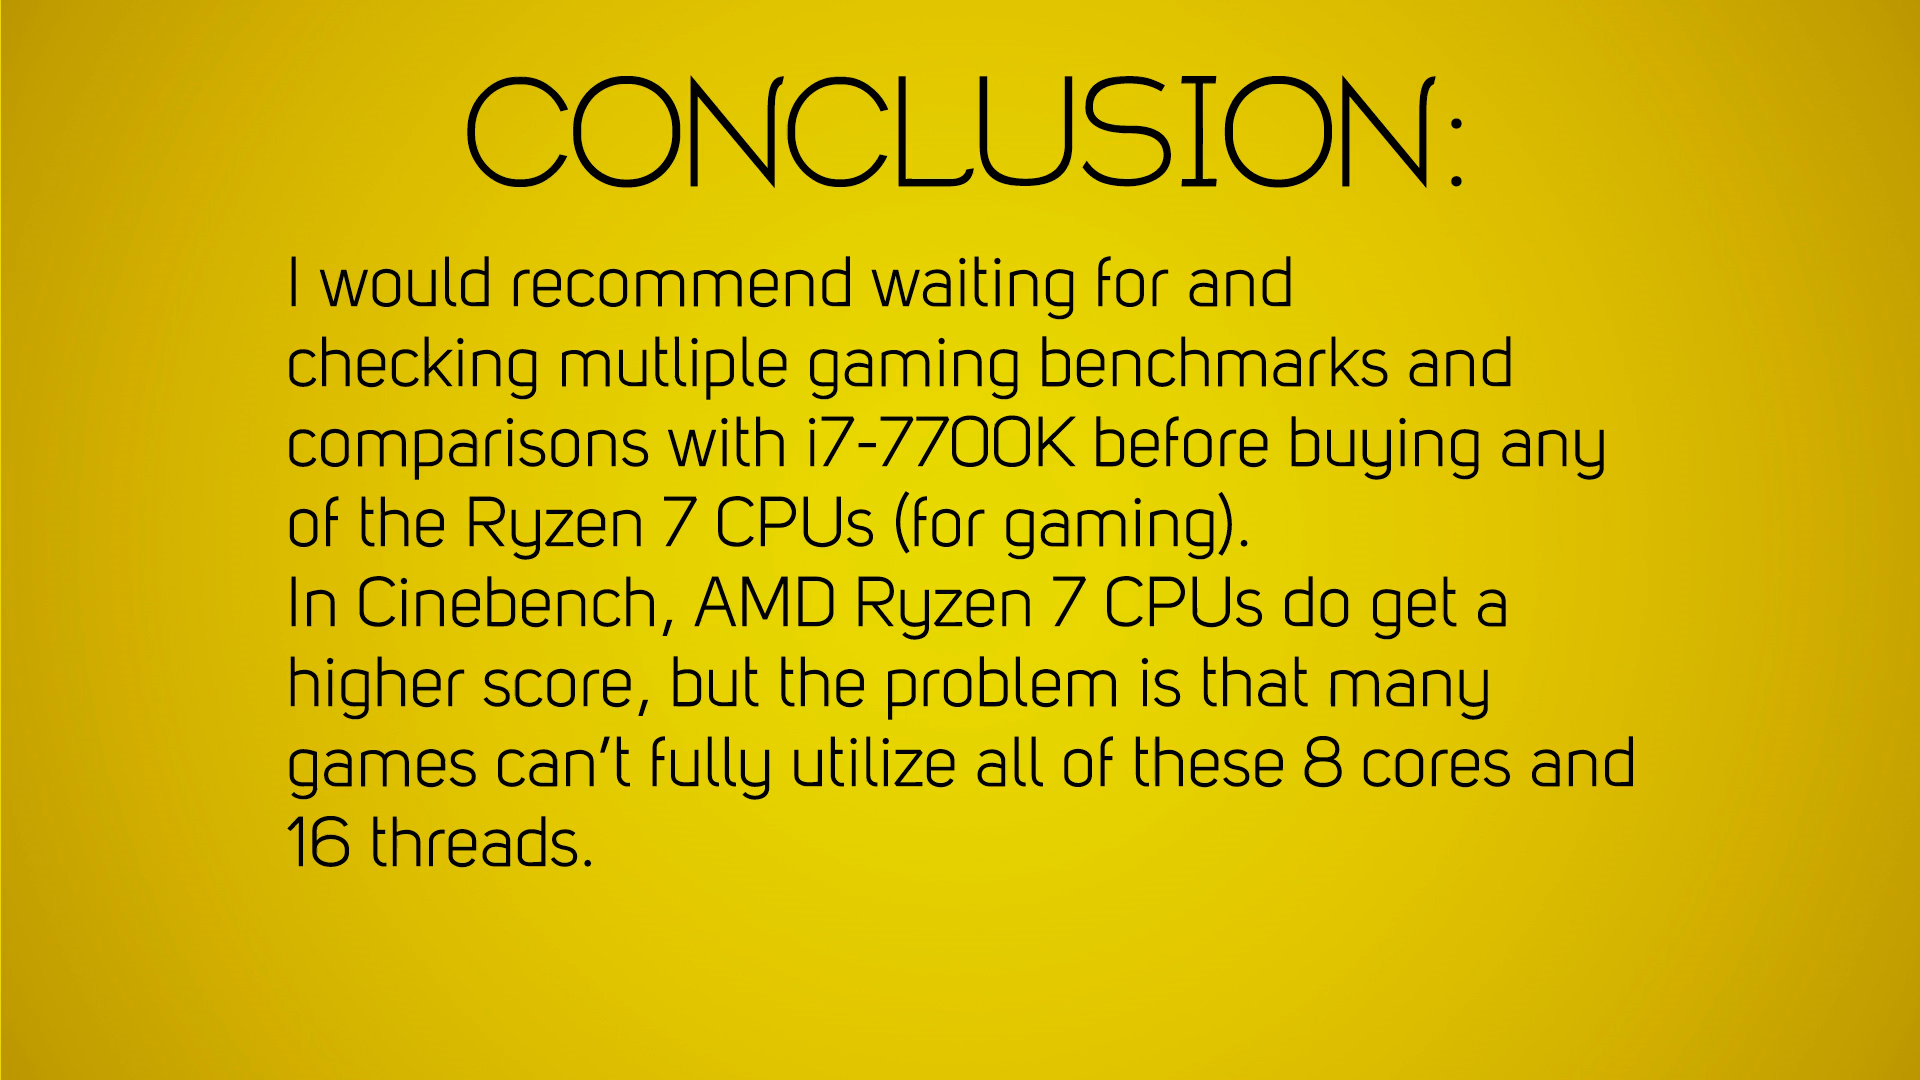 CONCLUSION:
I would recommend waiting for and
checking mutliple gaming benchmarks and
comparisons with i7-7700K before buying any
of the Ryzen 7 CPUs (for gaming).
In Cinebench, AMD Ryzen 7 CPUs do get a
higher score, but the problem is that many
games can’t fully utilize all of these 8 cores and
16 threads.